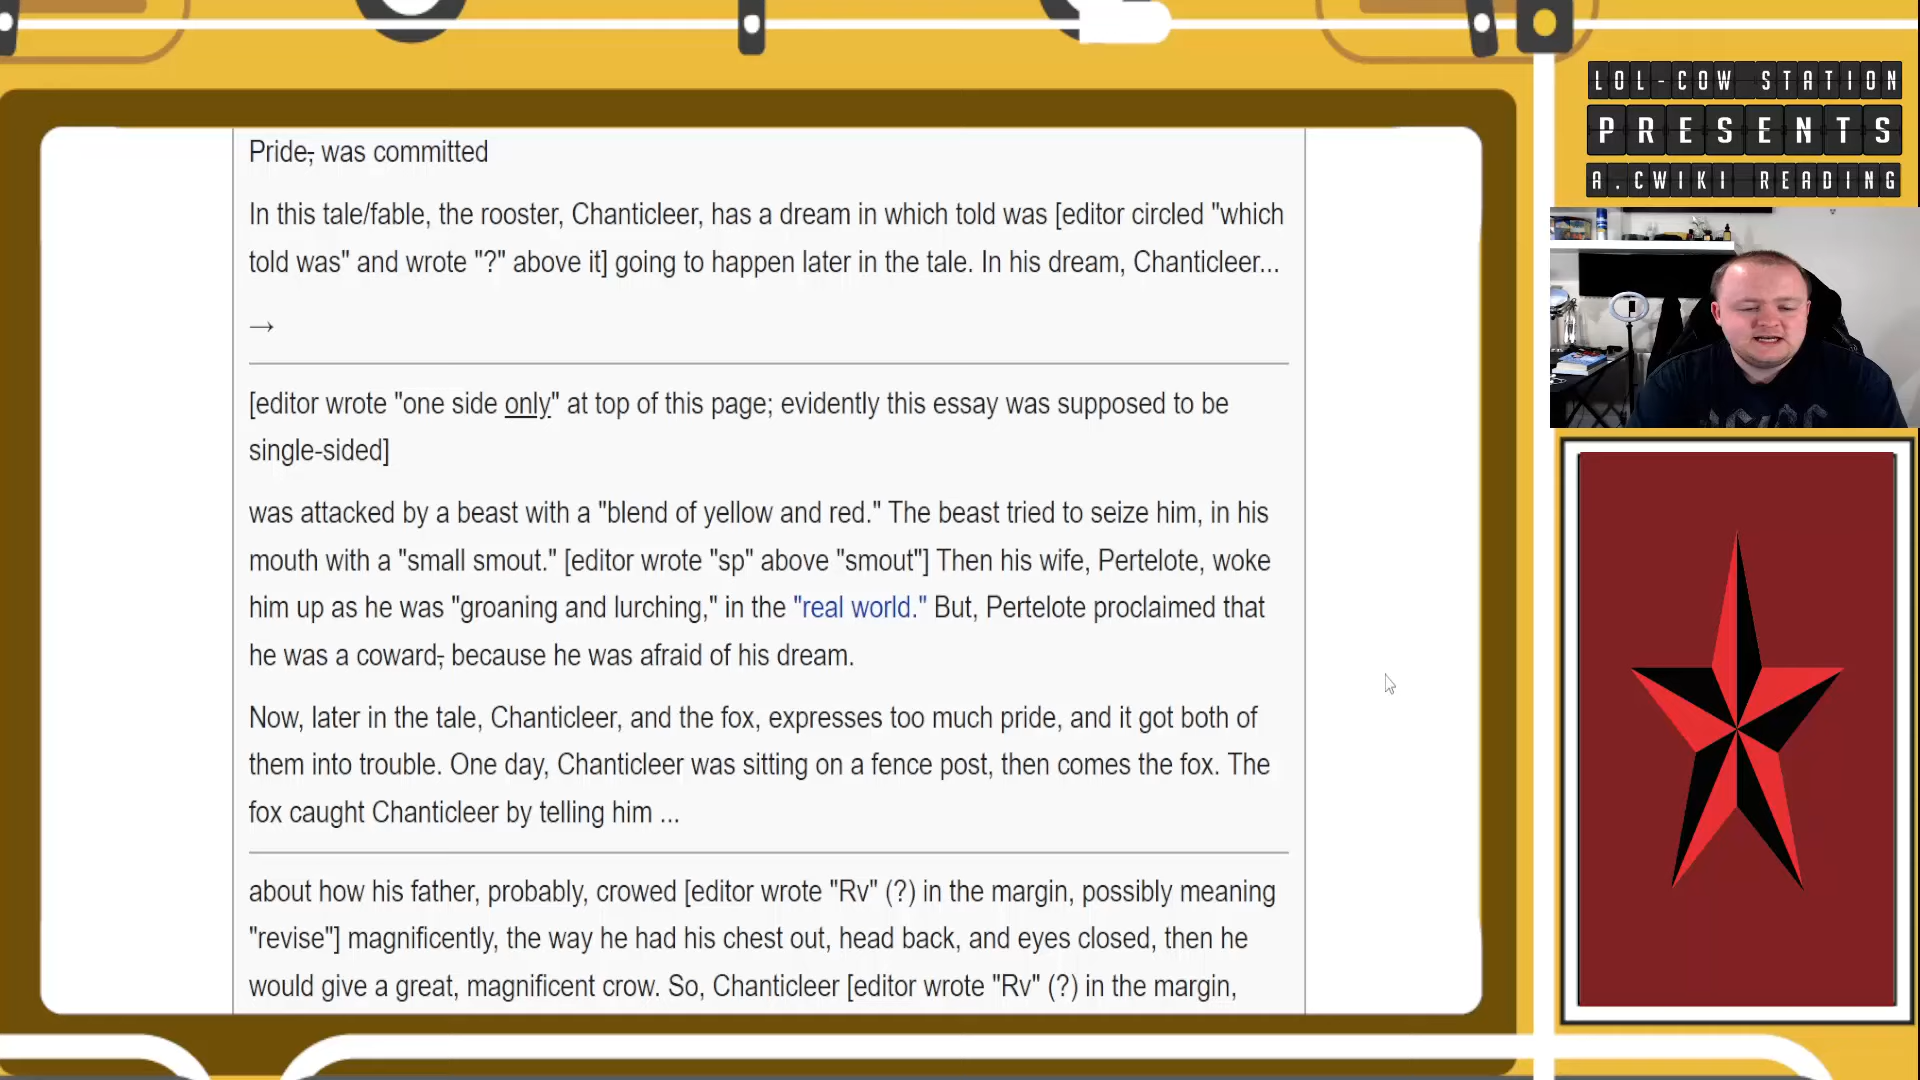 Pride, was committed
In this tale/fable, the rooster, Chanticleer, has a dream in which told was [editor circled "which
told was" and wrote "?" above it] going to happen later in the tale. In his dream, Chanticleer...
→
[editor wrote "one side only" at top of this page; evidently this essay was supposed to be
single-sided]
was attacked by a beast with a "blend of yellow and red." The beast tried to seize him, in his
mouth with a "small smout." [editor wrote "sp" above "smout"] Then his wife, Pertelote, woke
him up as he was "groaning and lurching," in the "real world." But, Pertelote proclaimed that
he was a coward, because he was afraid of his dream.
Now, later in the tale, Chanticleer, and the fox, expresses too much pride, and it got both of
them into trouble. One day, Chanticleer was sitting on a fence post, then comes the fox. The
fox caught Chanticleer by telling him ...
about how his father, probably, crowed [editor wrote "Rv" (?) in the margin, possibly meaning
"revise"] magnificently, the way he had his chest out, head back, and eyes closed, then he
would give a great, magnificent crow. So, Chanticleer [editor wrote "Rv" (?) in the margin,
LOL-COW STATION
PRESENTS
A.CWIKI READING